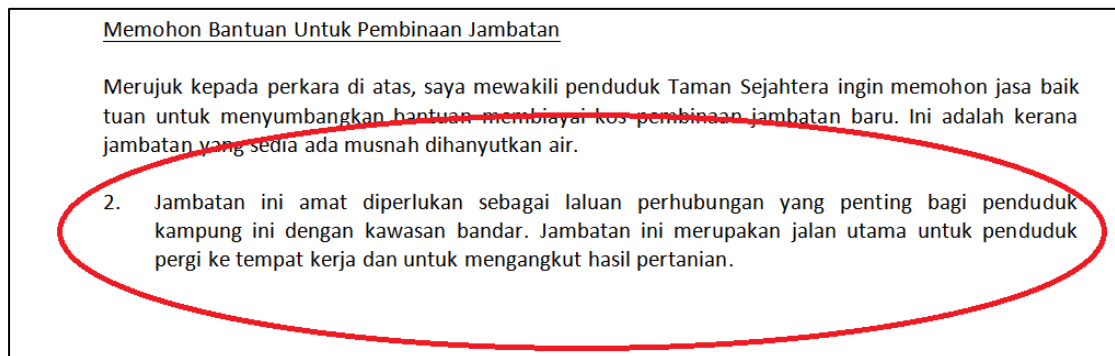 Memohon Bantuan Untuk Pembinaan Jambatan
Merujuk kepada perkara di atas, saya mewakili penduduk Taman Sejahtera ingin memohon jasa baik
tuan untuk menyumbangkan bantuan membiayai kos pembinaan jambatan baru. Ini adalah kerana
jambatan yang sedia ada musnah dihanyutkan air.
2. Jambatan ini amat diperlukan sebagai laluan perhubungan yang penting bagi penduduk
kampung ini dengan kawasan bandar. Jambatan ini merupakan jalan utama untuk penduduk
pergi ke tempat kerja dan untuk mengangkut hasil pertanian.